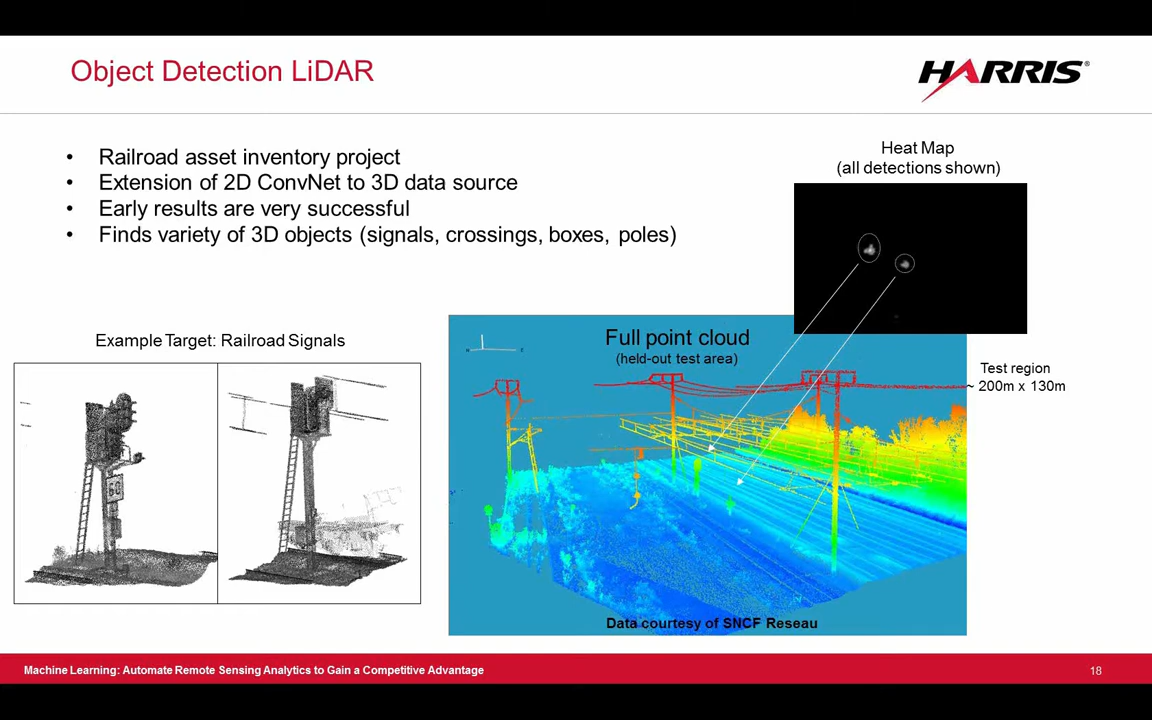 Object Detection LiDAR
HARRIS®
• Railroad asset inventory project
• Extension of 2D ConvNet to 3D data source
• Early results are very successful
• Finds variety of 3D objects (signals, crossings, boxes, poles)
Heat Map
(all detections shown)
Example Target: Railroad Signals
60
Full point cloud
(held-out test area)
Test region
~ 200m x 130m
Data courtesy of SNCF Reseau
Machine Learning: Automate Remote Sensing Analytics to Gain a Competitive Advantage
18